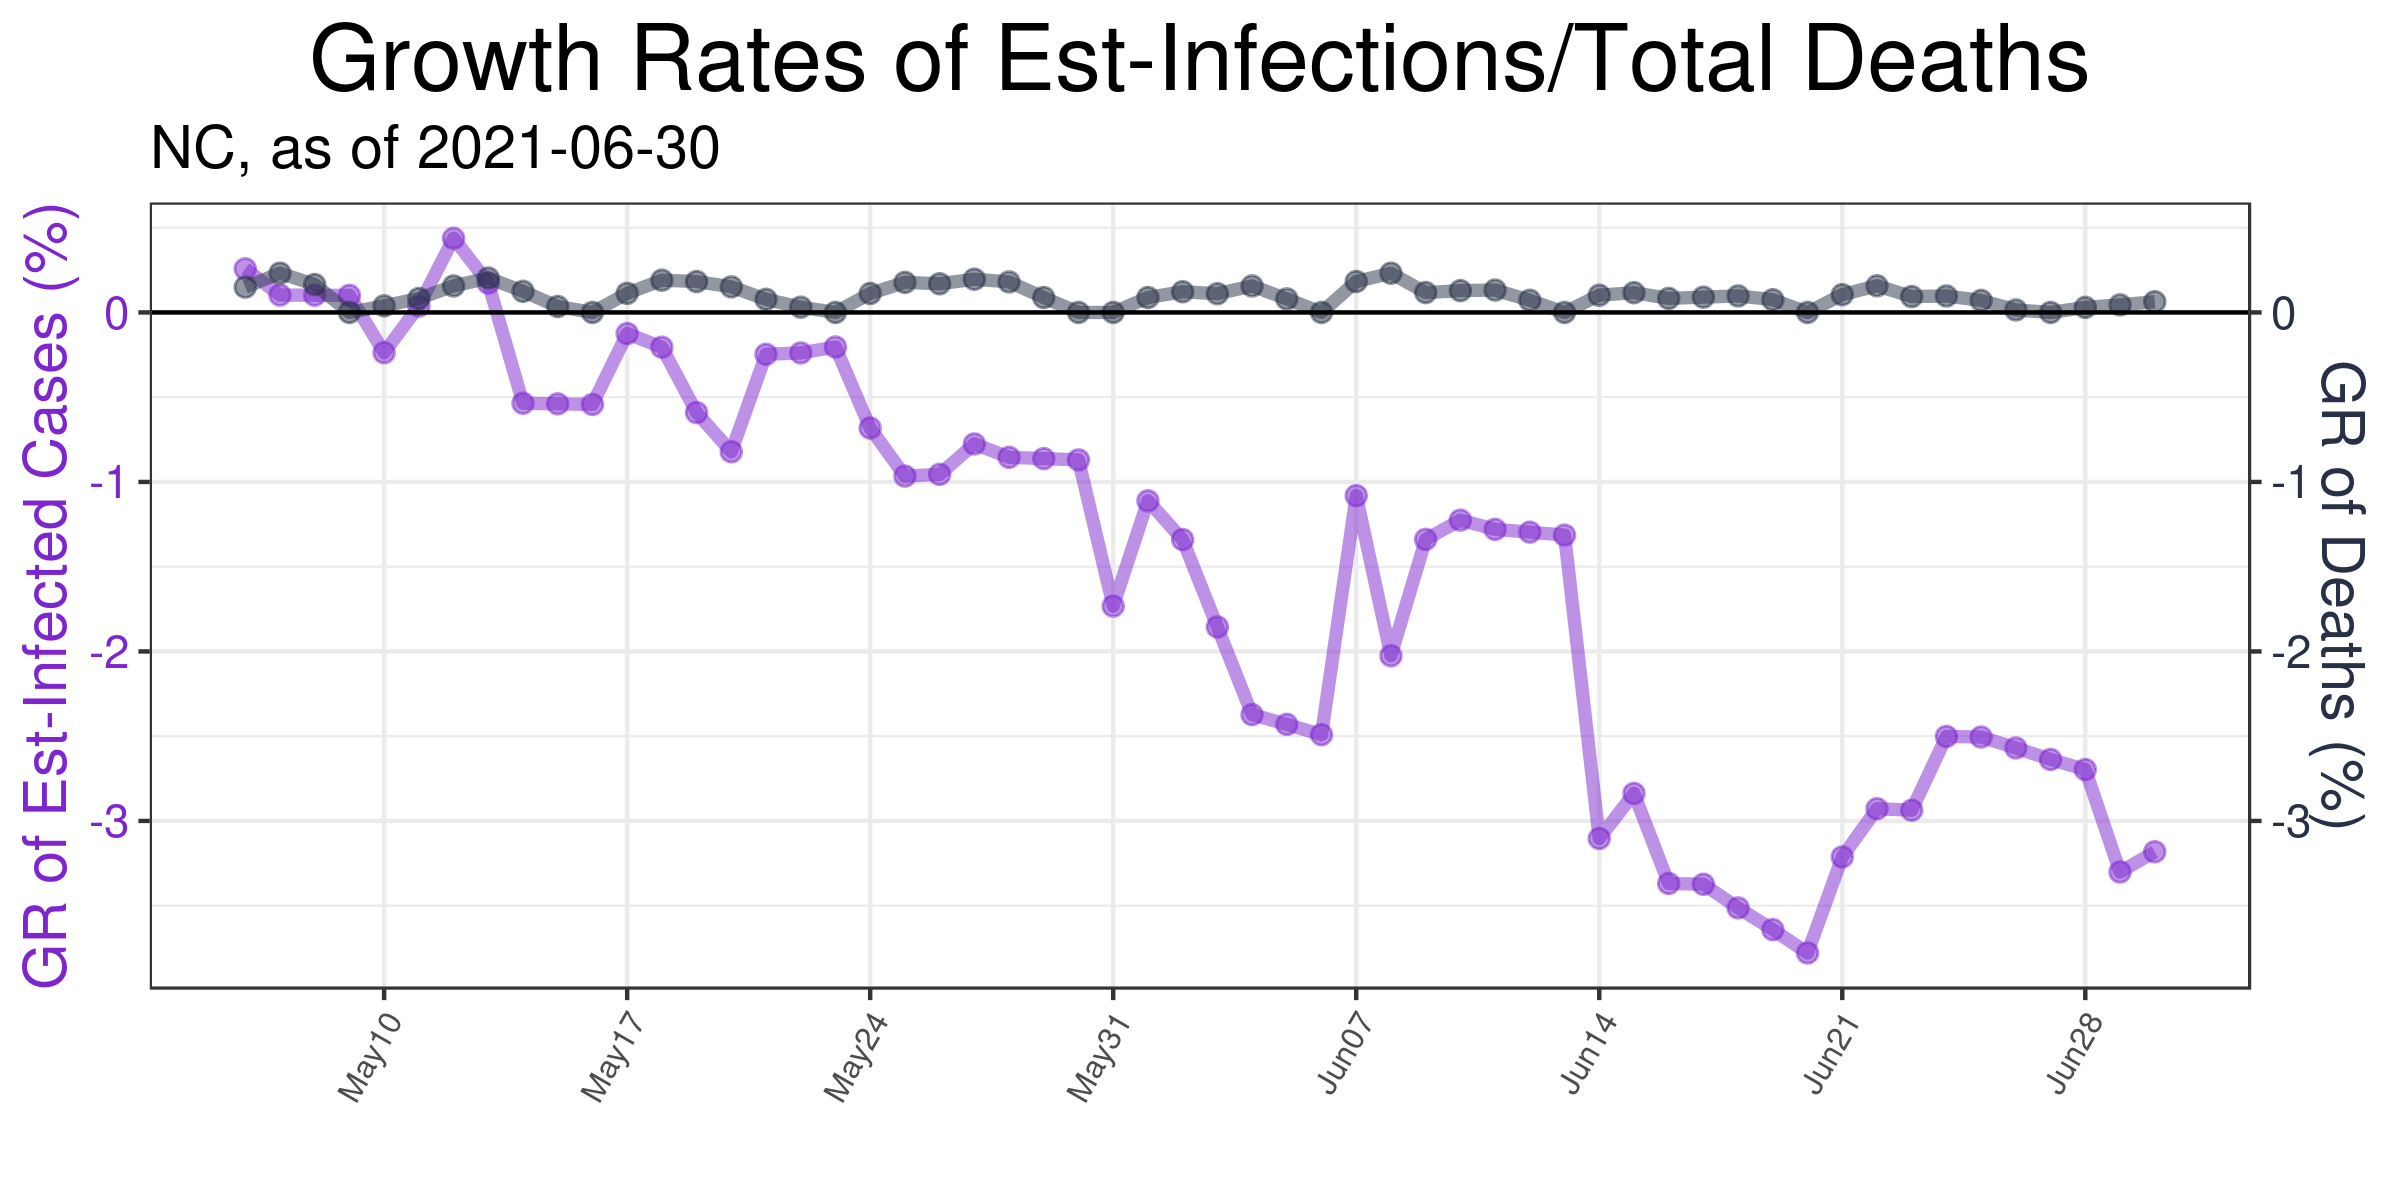 Growth Rates of Est-Infections/Total Deaths
NC, as of 2021-06-30
GR of Est-Infected Cases (%)
0
-1
-2
-3
0
-1
-2
-3
GR of Deaths (%)
May10
May17
May24
May31
Jun07
Jun14
Jun21
Jun28